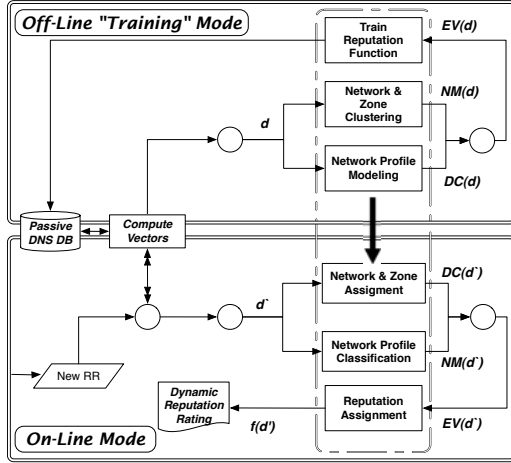 Off-Line "Training" Mode
Train
Reputation
Function
EV(d)
Network &
Zone
Clustering
NM(d)
d
Network Profile
Modeling
DC(d)
Passive
DNS DB
Compute
Vectors
Network & Zone
Assigment
DC(d`)
d`
Network Profile
Classification
NM(d`)
New RR
Dynamic
Reputation
Rating
f(d')
Reputation
Assignment
EV(d`)
On-Line Mode